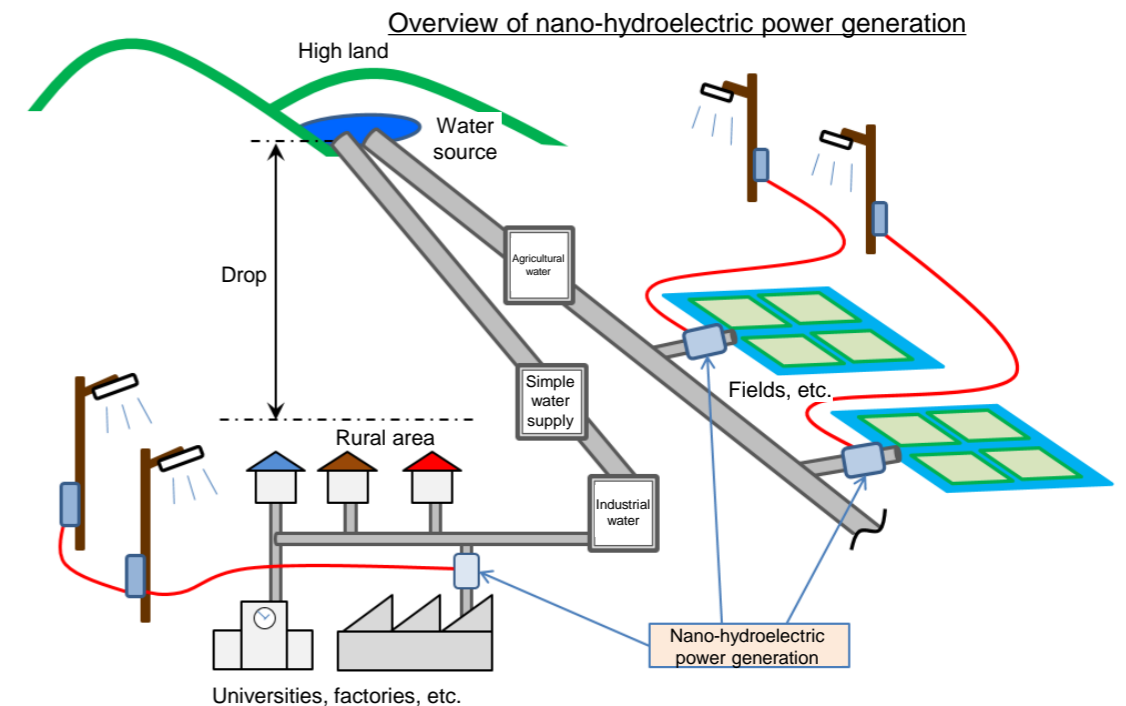 Overview of nano-hydroelectric power generation
High land
Water
source
Drop
Agricultural
water
Simple
water
supply
Fields, etc.
Rural area
Industrial
water
Nano-hydroelectric
power generation
Universities, factories, etc.